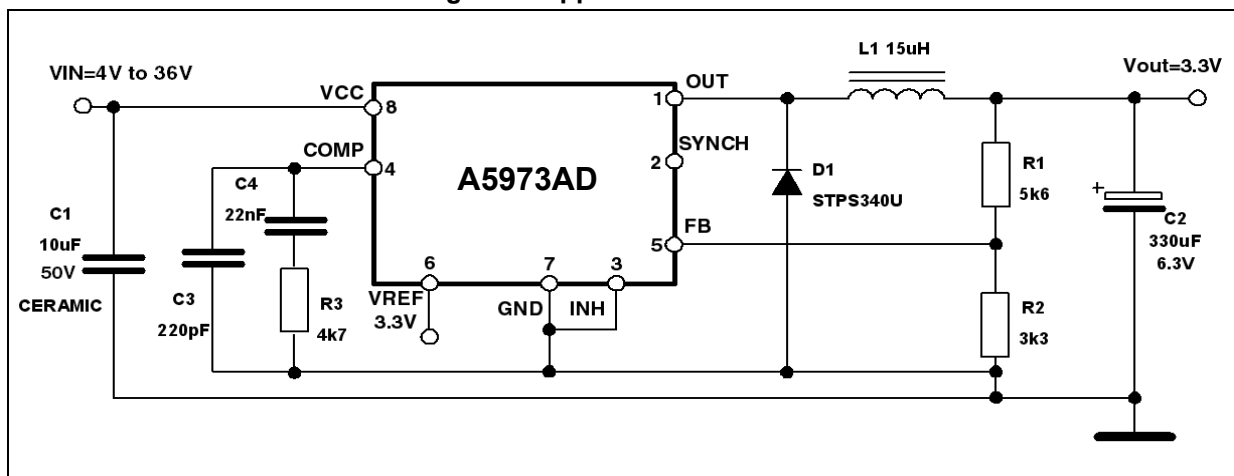 L1 15uH
VIN=4V to 36V
Vout=3.3V
VCC
8
OUT
1
COMP
4
SYNCH
2
A5973AD
C4
22nF
D1
STPS340U
R1
5k6
C1
10uF
50V
CERAMIC
FB
5
+
C2
330uF
6.3V
6
7
3
VREF
3.3V
GND
INH
C3
220pF
R3
4k7
R2
3k3